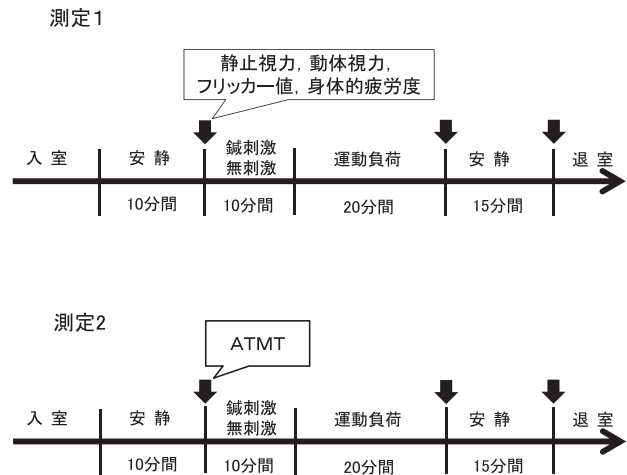 測定1
静止視力，動体視力，
フリッカー値，身体的疲労度
入 室
安 静
鍼刺激
無刺激
運動負荷
安 静
退 室
10分間
10分間
20分間
15分間
測定2
ATMT
入 室
安 静
鍼刺激
無刺激
運動負荷
安 静
退 室
10分間
10分間
20分間
15分間